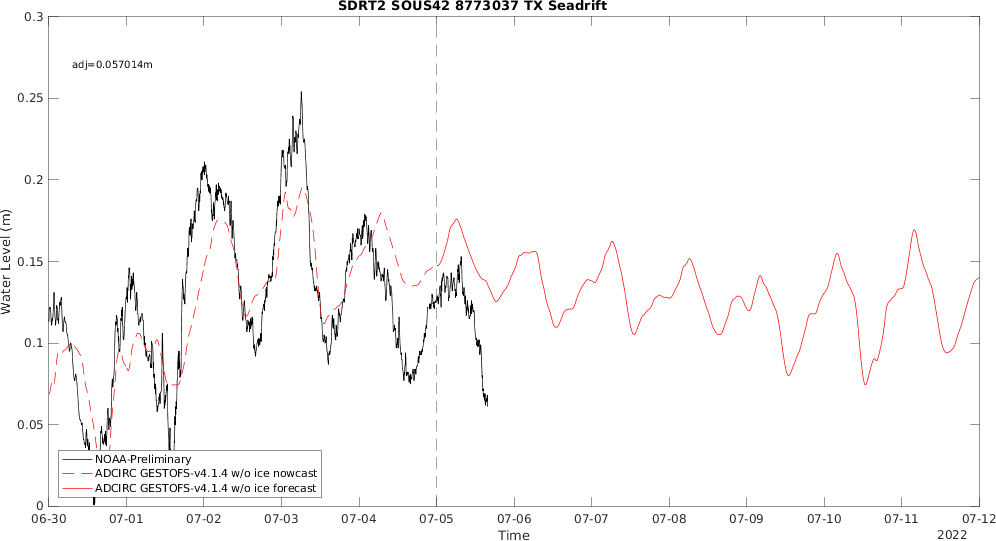 SDRT2 SOUS42 8773037 TX Seadrift
0.3
adj=0.057014m
0.25
0.2
0.15
0.1
0.05
0
Water Level (m)
NOAA-Preliminary
ADCIRC GESTOFS-v4.1.4 w/o ice nowcast
ADCIRC GESTOFS-v4.1.4 w/o ice forecast
06-30 07-01 07-02 07-03 07-04 07-05 07-06 07-07 07-08 07-09 07-10 07-11 07-12
Time
2022